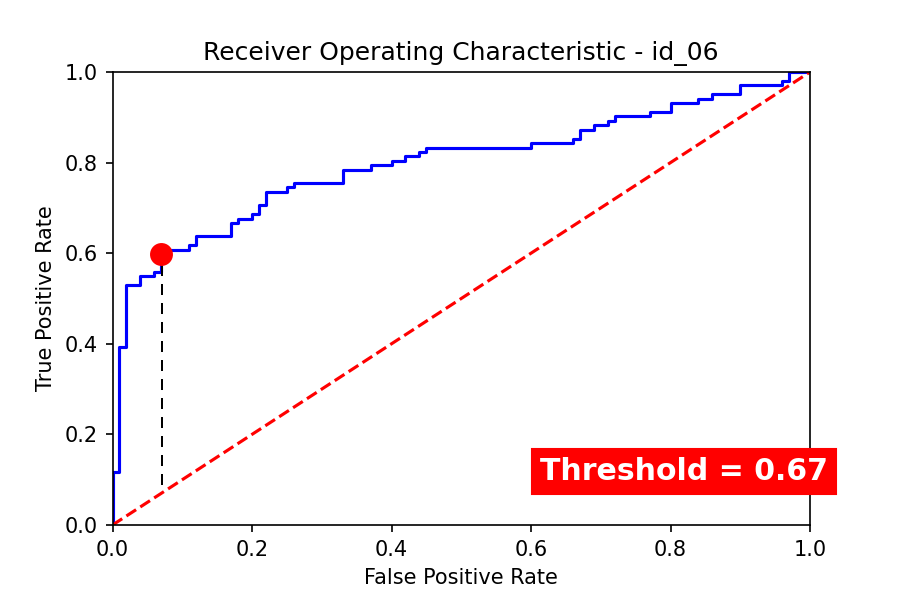 Receiver Operating Characteristic - id_06
1.0
0.8
0.6
0.4
0.2
0.0
True Positive Rate
Threshold = 0.67
0.0 0.2 0.4 0.6 0.8 1.0
False Positive Rate